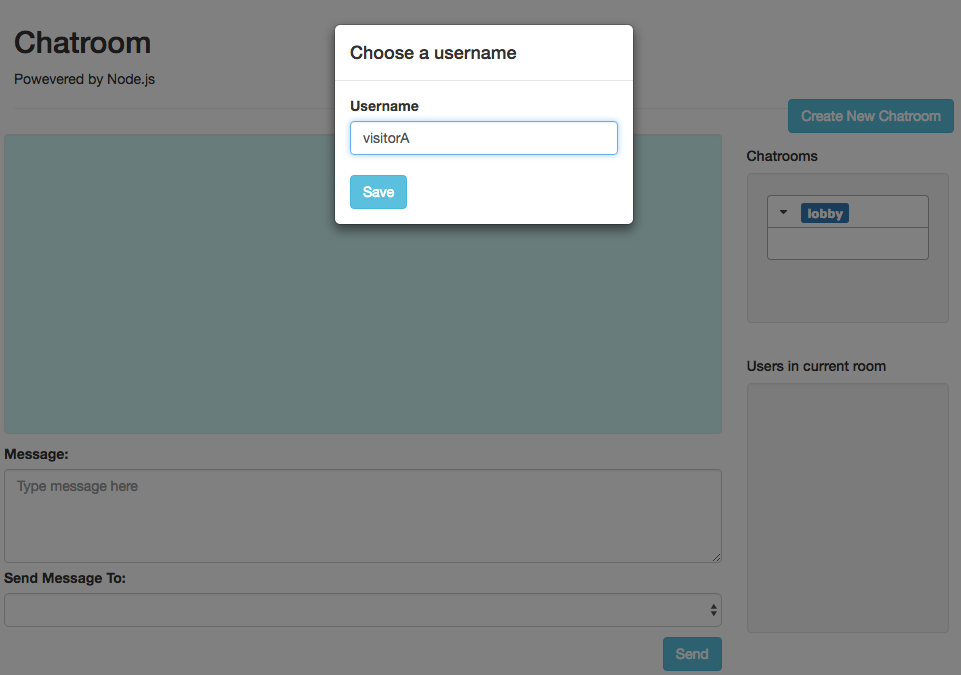 Chatroom
Powevered by Node.js
Choose a username
Username
visitorA
Save
Create New Chatroom
Chatrooms
lobby
Users in current room
Message:
Type message here
Send Message To:
Send